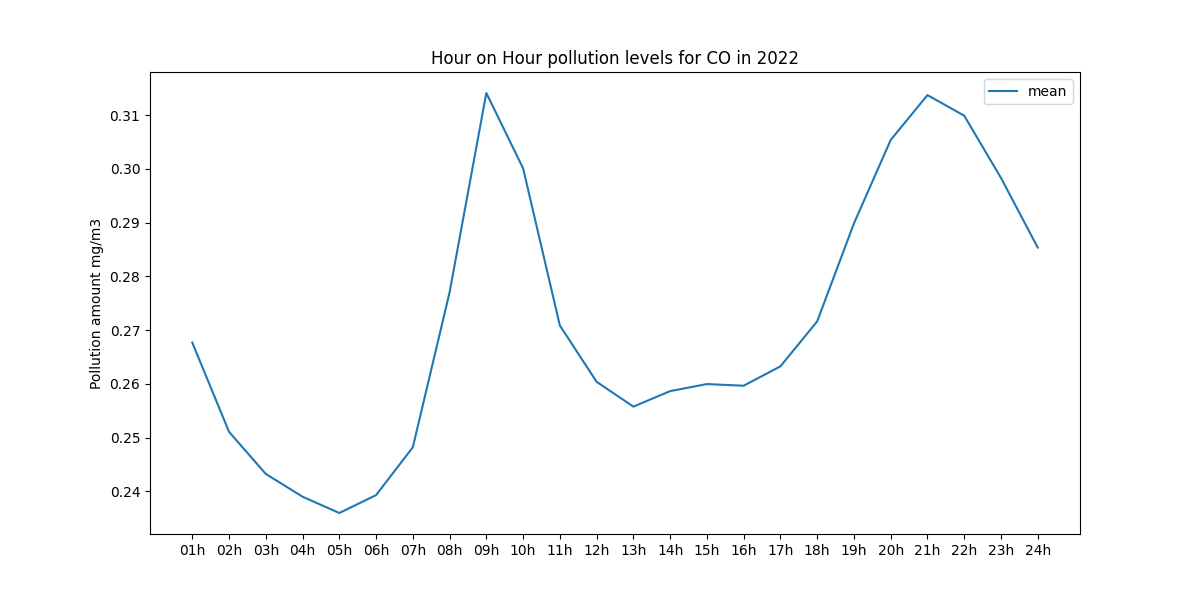 Hour on Hour pollution levels for CO in 2022
mean
Pollution amount mg/m3
0.31
0.30
0.29
0.28
0.27
0.26
0.25
0.24
01h 02h 03h 04h 05h 06h 07h 08h 09h 10h 11h 12h 13h 14h 15h 16h 17h 18h 19h 20h 21h 22h 23h 24h